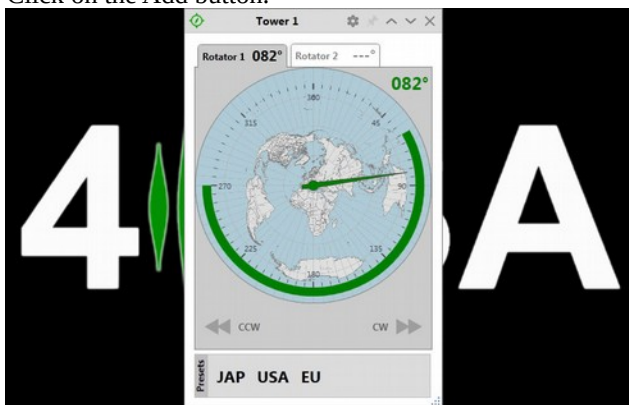 Click on the Add button.
Tower 1
Rotator 1 082° Rotator 2 ---°
082°
360
315 45
270 90
225 135
180
4 A
CCW CW
Presets JAP USA EU